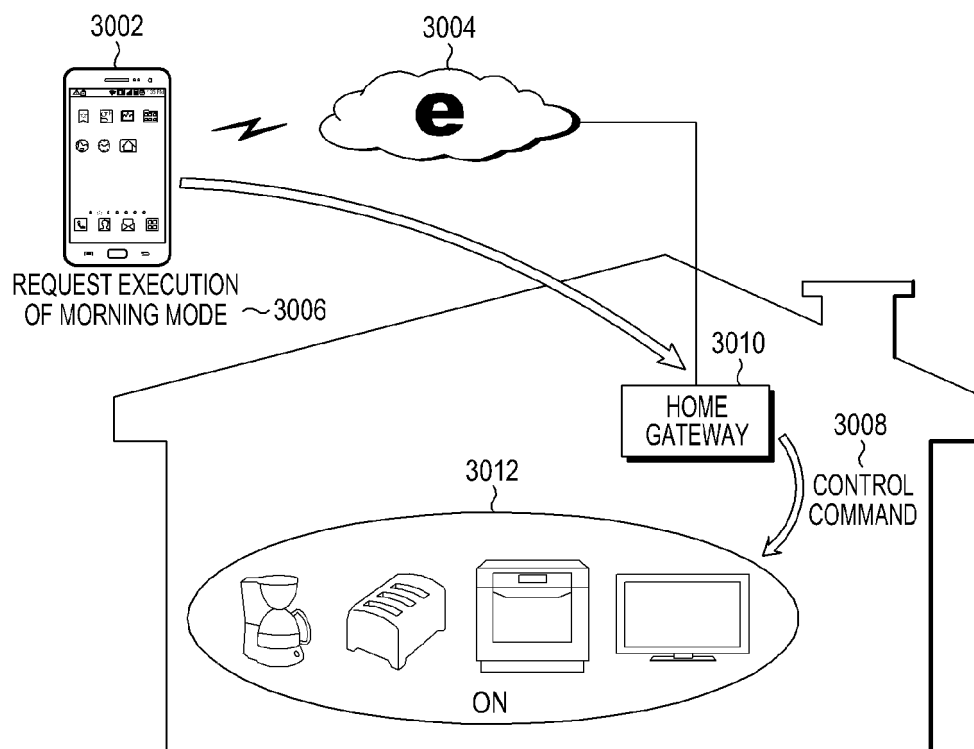 3002
3004
e
REQUEST EXECUTION
OF MORNING MODE
3006
3010
HOME
GATEWAY
3008
CONTROL
COMMAND
3012
ON